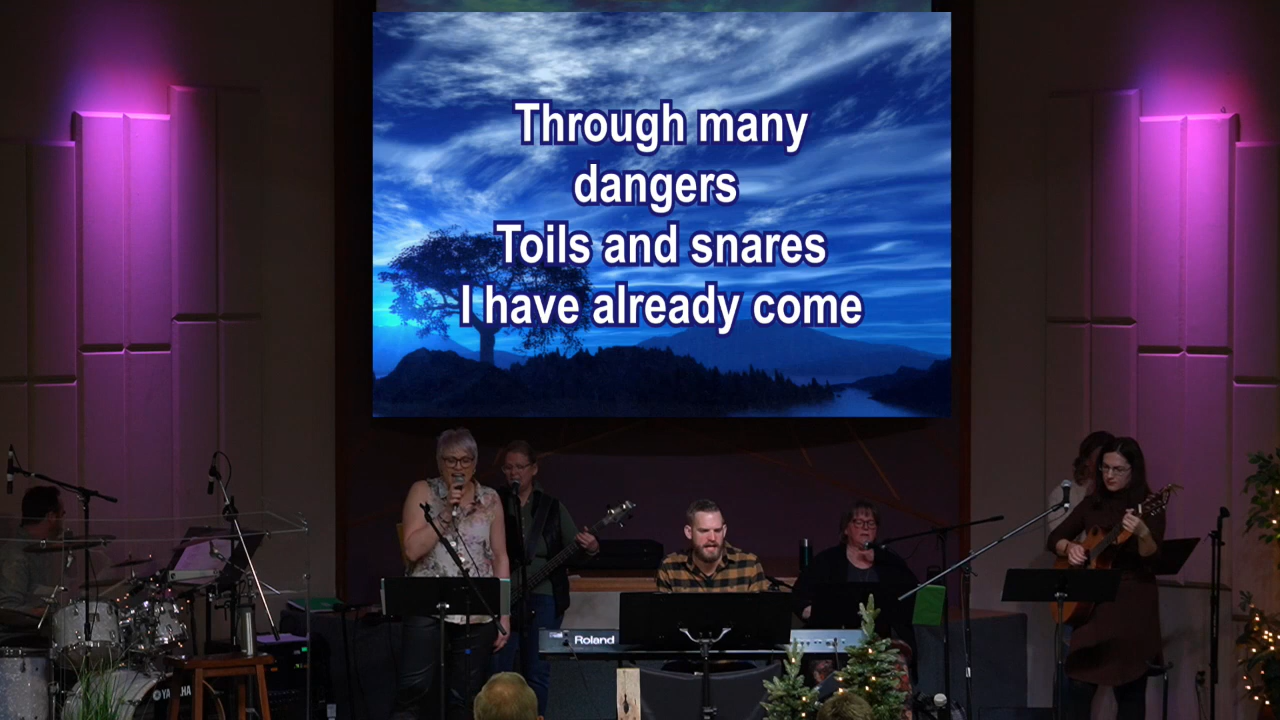 Through many
dangers
Toils and snares
I have already come
Roland
YAMAHA